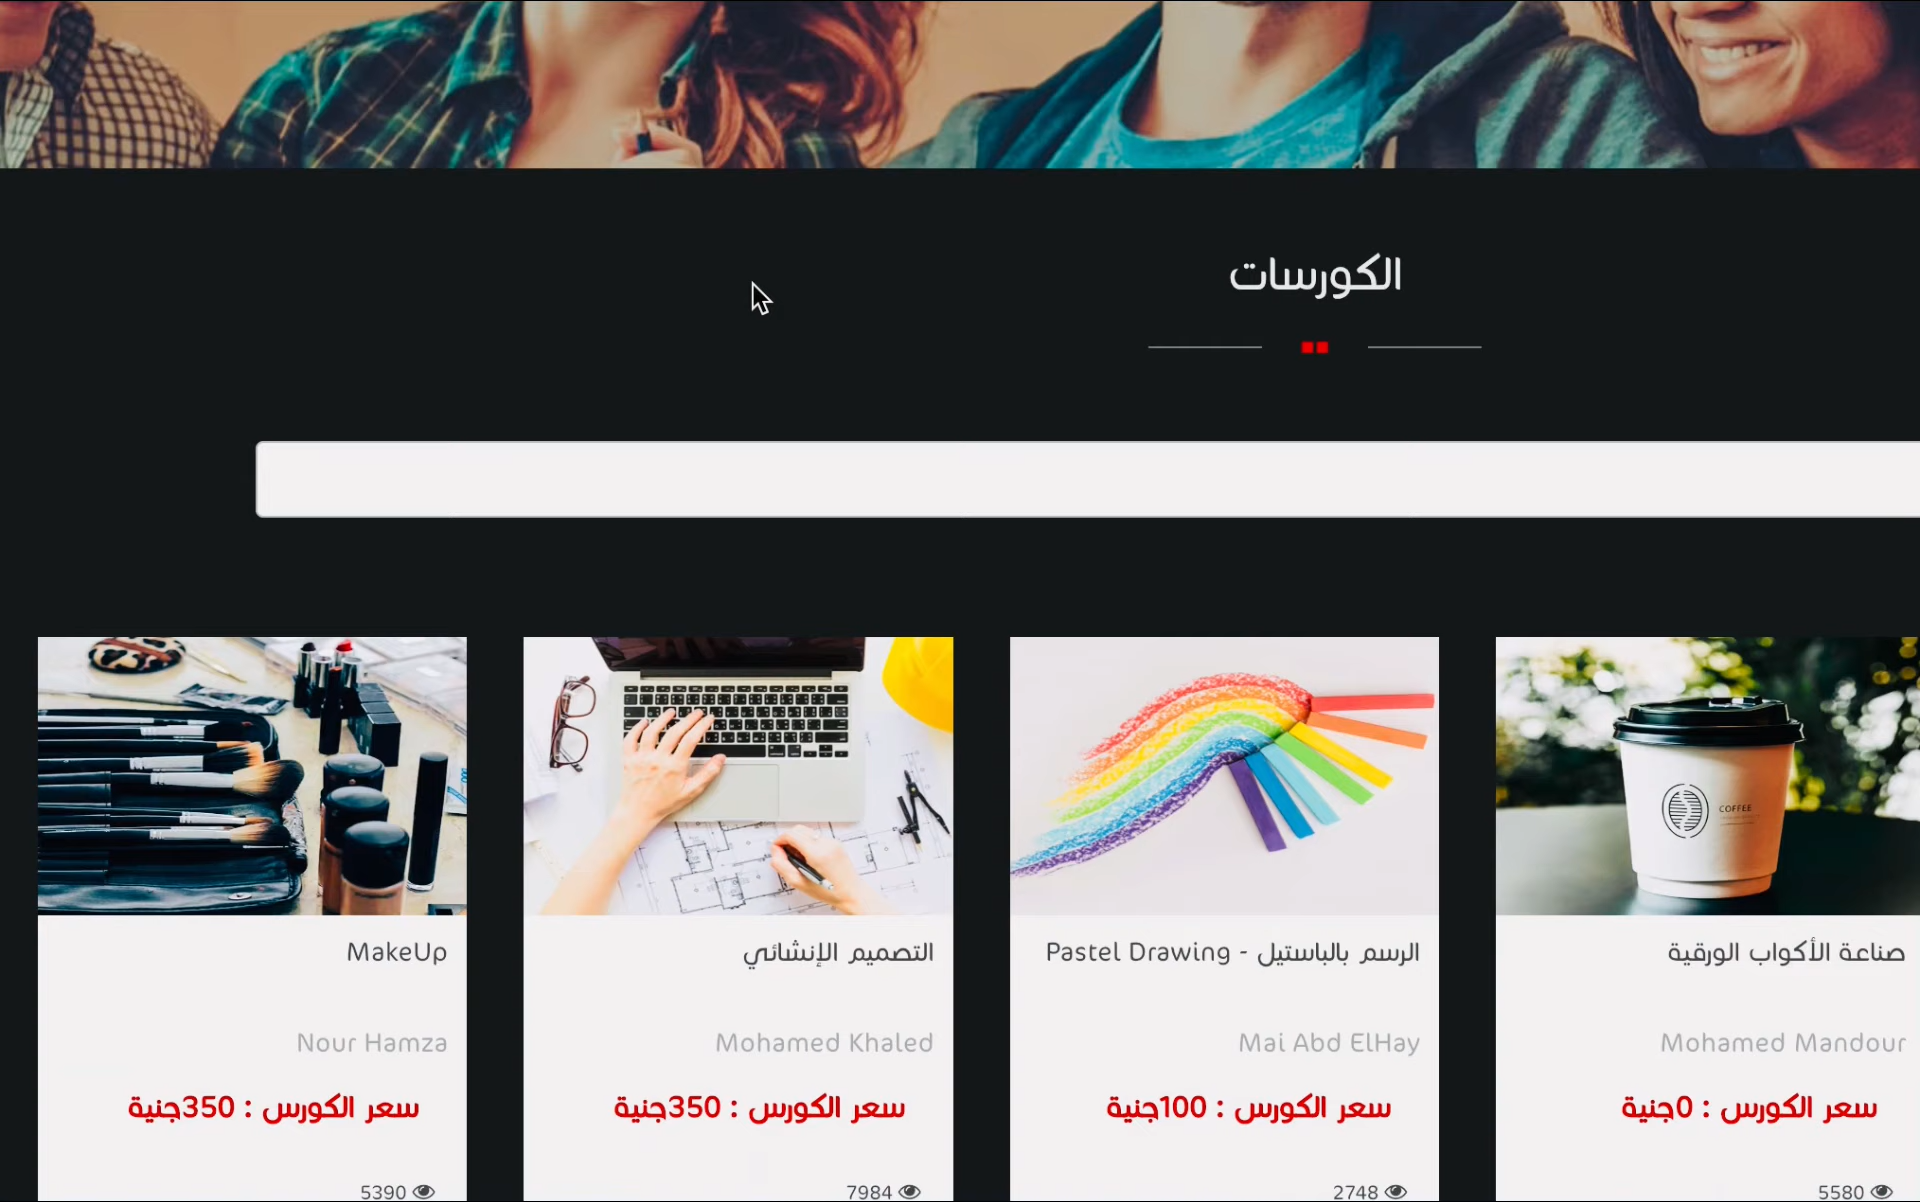 الكورسات
COFFEE
MakeUp
Nour Hamza
سعر الكورس : 350جنية
5390
التصميم الإنشائي
Mohamed Khaled
سعر الكورس : 350جنية
7984
الرسم بالباستيل - Pastel Drawing
Mai Abd ElHay
سعر الكورس : 100جنية
2748
صناعة الأكواب الورقية
Mohamed Mandour
سعر الكورس : 0جنية
5580